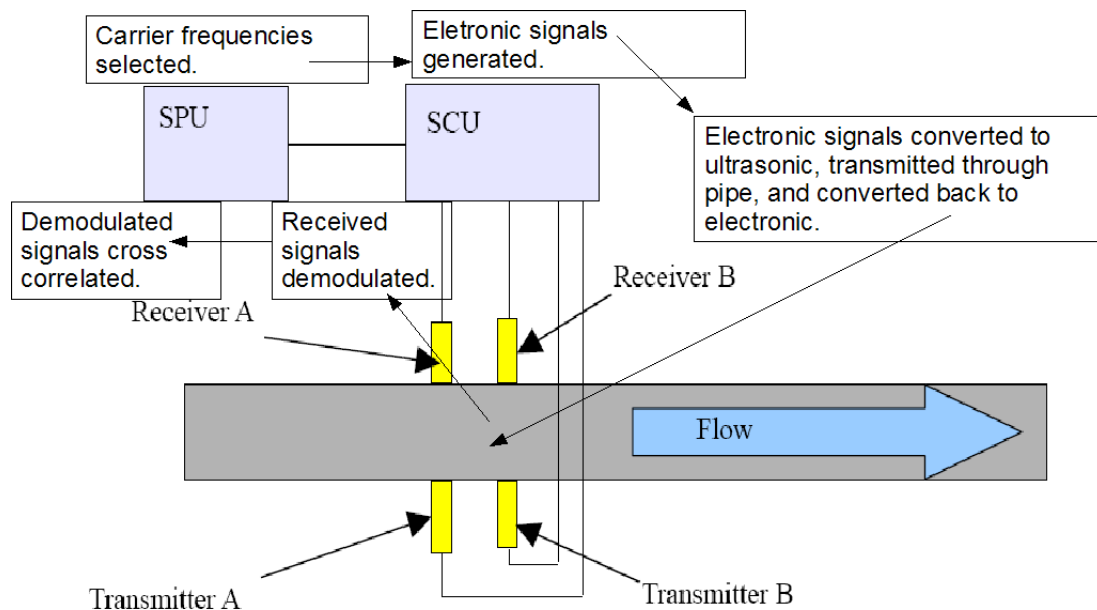 Carrier frequencies
selected.
Eletronic signals
generated.
SPU
SCU
Electronic signals converted to
ultrasonic, transmitted through
pipe, and converted back to
electronic.
Demodulated
signals cross
correlated.
Received
signals
demodulated.
Receiver A
Receiver B
Flow
Transmitter A
Transmitter B